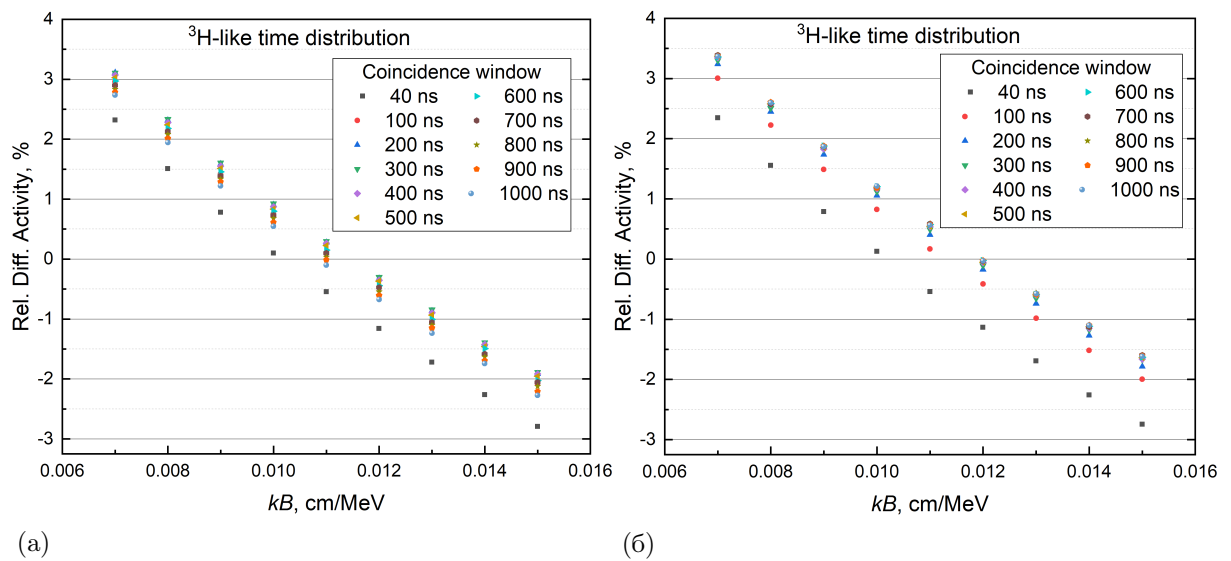 ³H-like time distribution
Coincidence window
40 ns
100 ns
200 ns
300 ns
400 ns
500 ns
600 ns
700 ns
800 ns
900 ns
1000 ns
Rel. Diff. Activity, %
4
3
2
1
0
-1
-2
-3
0.006 0.008 0.010 0.012 0.014 0.016
kB, cm/MeV
(а)
³H-like time distribution
Coincidence window
40 ns
100 ns
200 ns
300 ns
400 ns
500 ns
600 ns
700 ns
800 ns
900 ns
1000 ns
Rel. Diff. Activity, %
4
3
2
1
0
-1
-2
-3
0.006 0.008 0.010 0.012 0.014 0.016
kB, cm/MeV
(б)